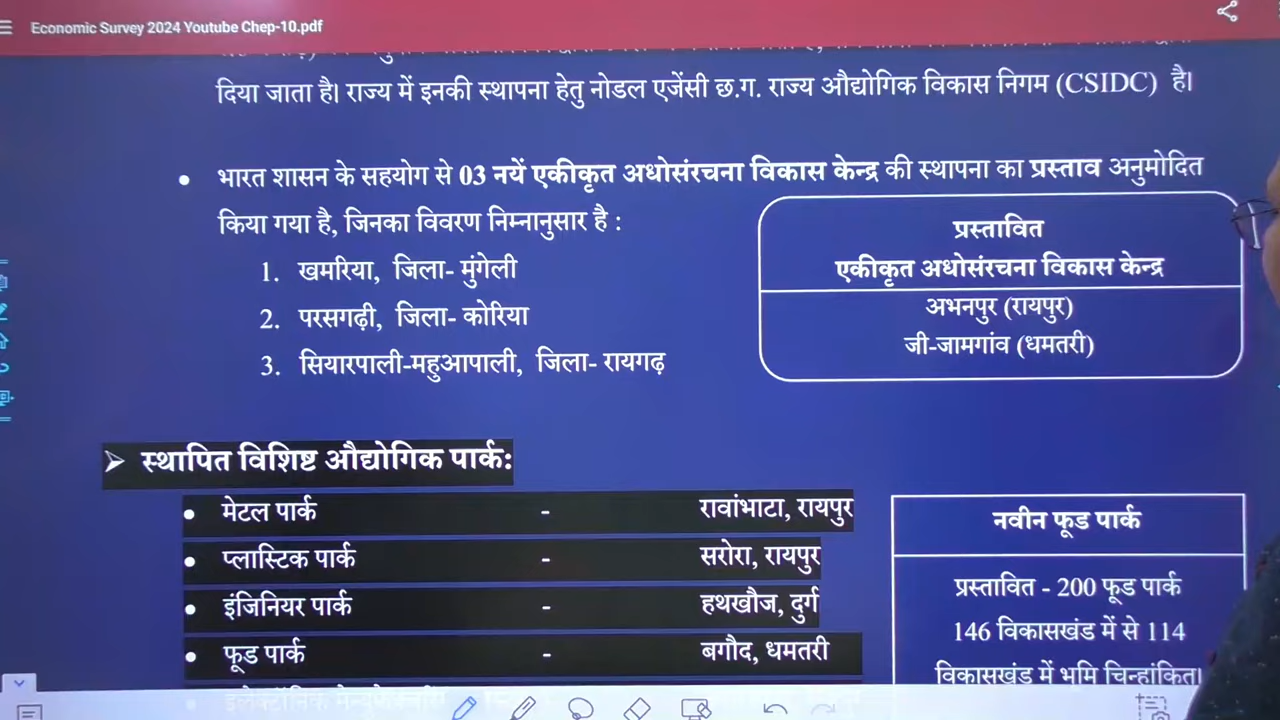 Economic Survey 2024 Youtube Chep-10.pdf
दिया जाता है। राज्य में इनकी स्थापना हेतु नोडल एजेंसी छ.ग. राज्य औद्योगिक विकास निगम (CSIDC) है।
• भारत शासन के सहयोग से 03 नयें एकीकृत अधोसंरचना विकास केन्द्र की स्थापना का प्रस्ताव अनुमोदित
किया गया है, जिनका विवरण निम्नानुसार है :
1. खमरिया, जिला- मुंगेली
2. परसगढ़ी, जिला- कोरिया
3. सियारपाली-महुआपाली, जिला- रायगढ़
प्रस्तावित
एकीकृत अधोसंरचना विकास केन्द्र
अभनपुर (रायपुर)
जी-जामगांव (धमतरी)
➢ स्थापित विशिष्ट औद्योगिक पार्क:
• मेटल पार्क - रावांभाटा, रायपुर
• प्लास्टिक पार्क - सरोरा, रायपुर
• इंजिनियर पार्क - हथखौज, दुर्ग
• फूड पार्क - बगौद, धमतरी
नवीन फूड पार्क
प्रस्तावित - 200 फूड पार्क
146 विकासखंड में से 114
विकासखंड में भूमि चिन्हांकित।